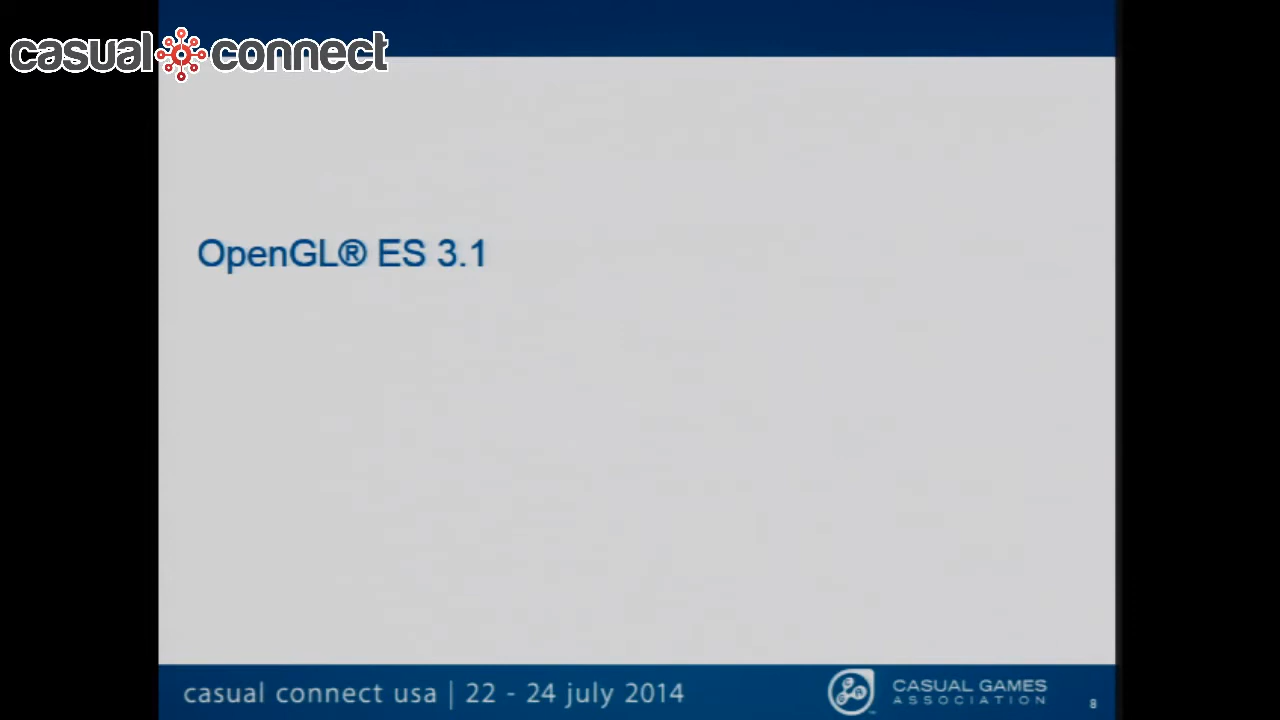 casual connect
OpenGL® ES 3.1
casual connect usa | 22 - 24 july 2014
CASUAL GAMES
ASSOCIATION
8